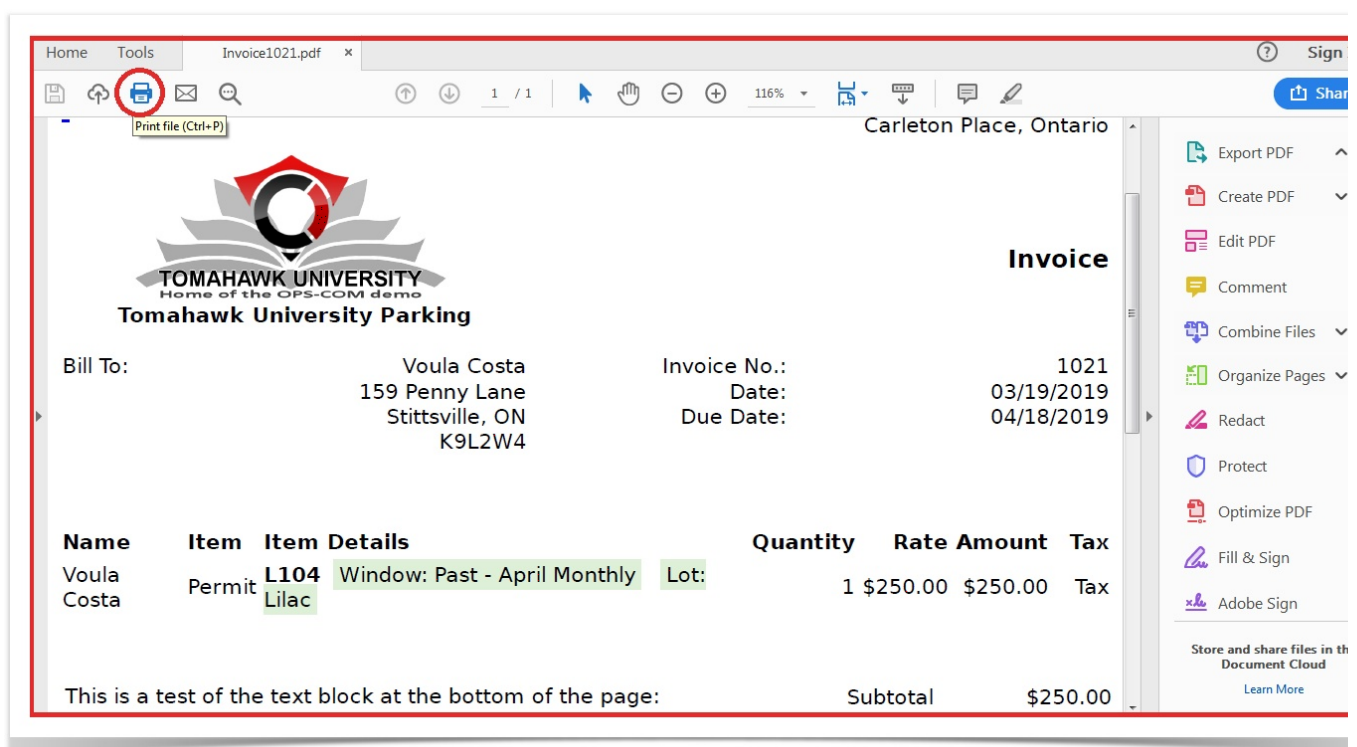 Home Tools Invoice1021.pdf × ? Sign
1 / 1 116% Shar
Print file (Ctrl+P)
Carleton Place, Ontario
TOMAHAWK UNIVERSITY
Home of the OPS-COM demo
Tomahawk University Parking
Invoice
Bill To: Voula Costa Invoice No.: 1021
159 Penny Lane Date: 03/19/2019
Stittsville, ON Due Date: 04/18/2019
K9L2W4
Name Item Item Details Quantity Rate Amount Tax
Voula Costa Permit L104 Window: Past - April Monthly Lot: Lilac 1 $250.00 $250.00 Tax
This is a test of the text block at the bottom of the page: Subtotal $250.00
Export PDF
Create PDF
Edit PDF
Comment
Combine Files
Organize Pages
Redact
Protect
Optimize PDF
Fill & Sign
Adobe Sign
Store and share files in th
Document Cloud
Learn More